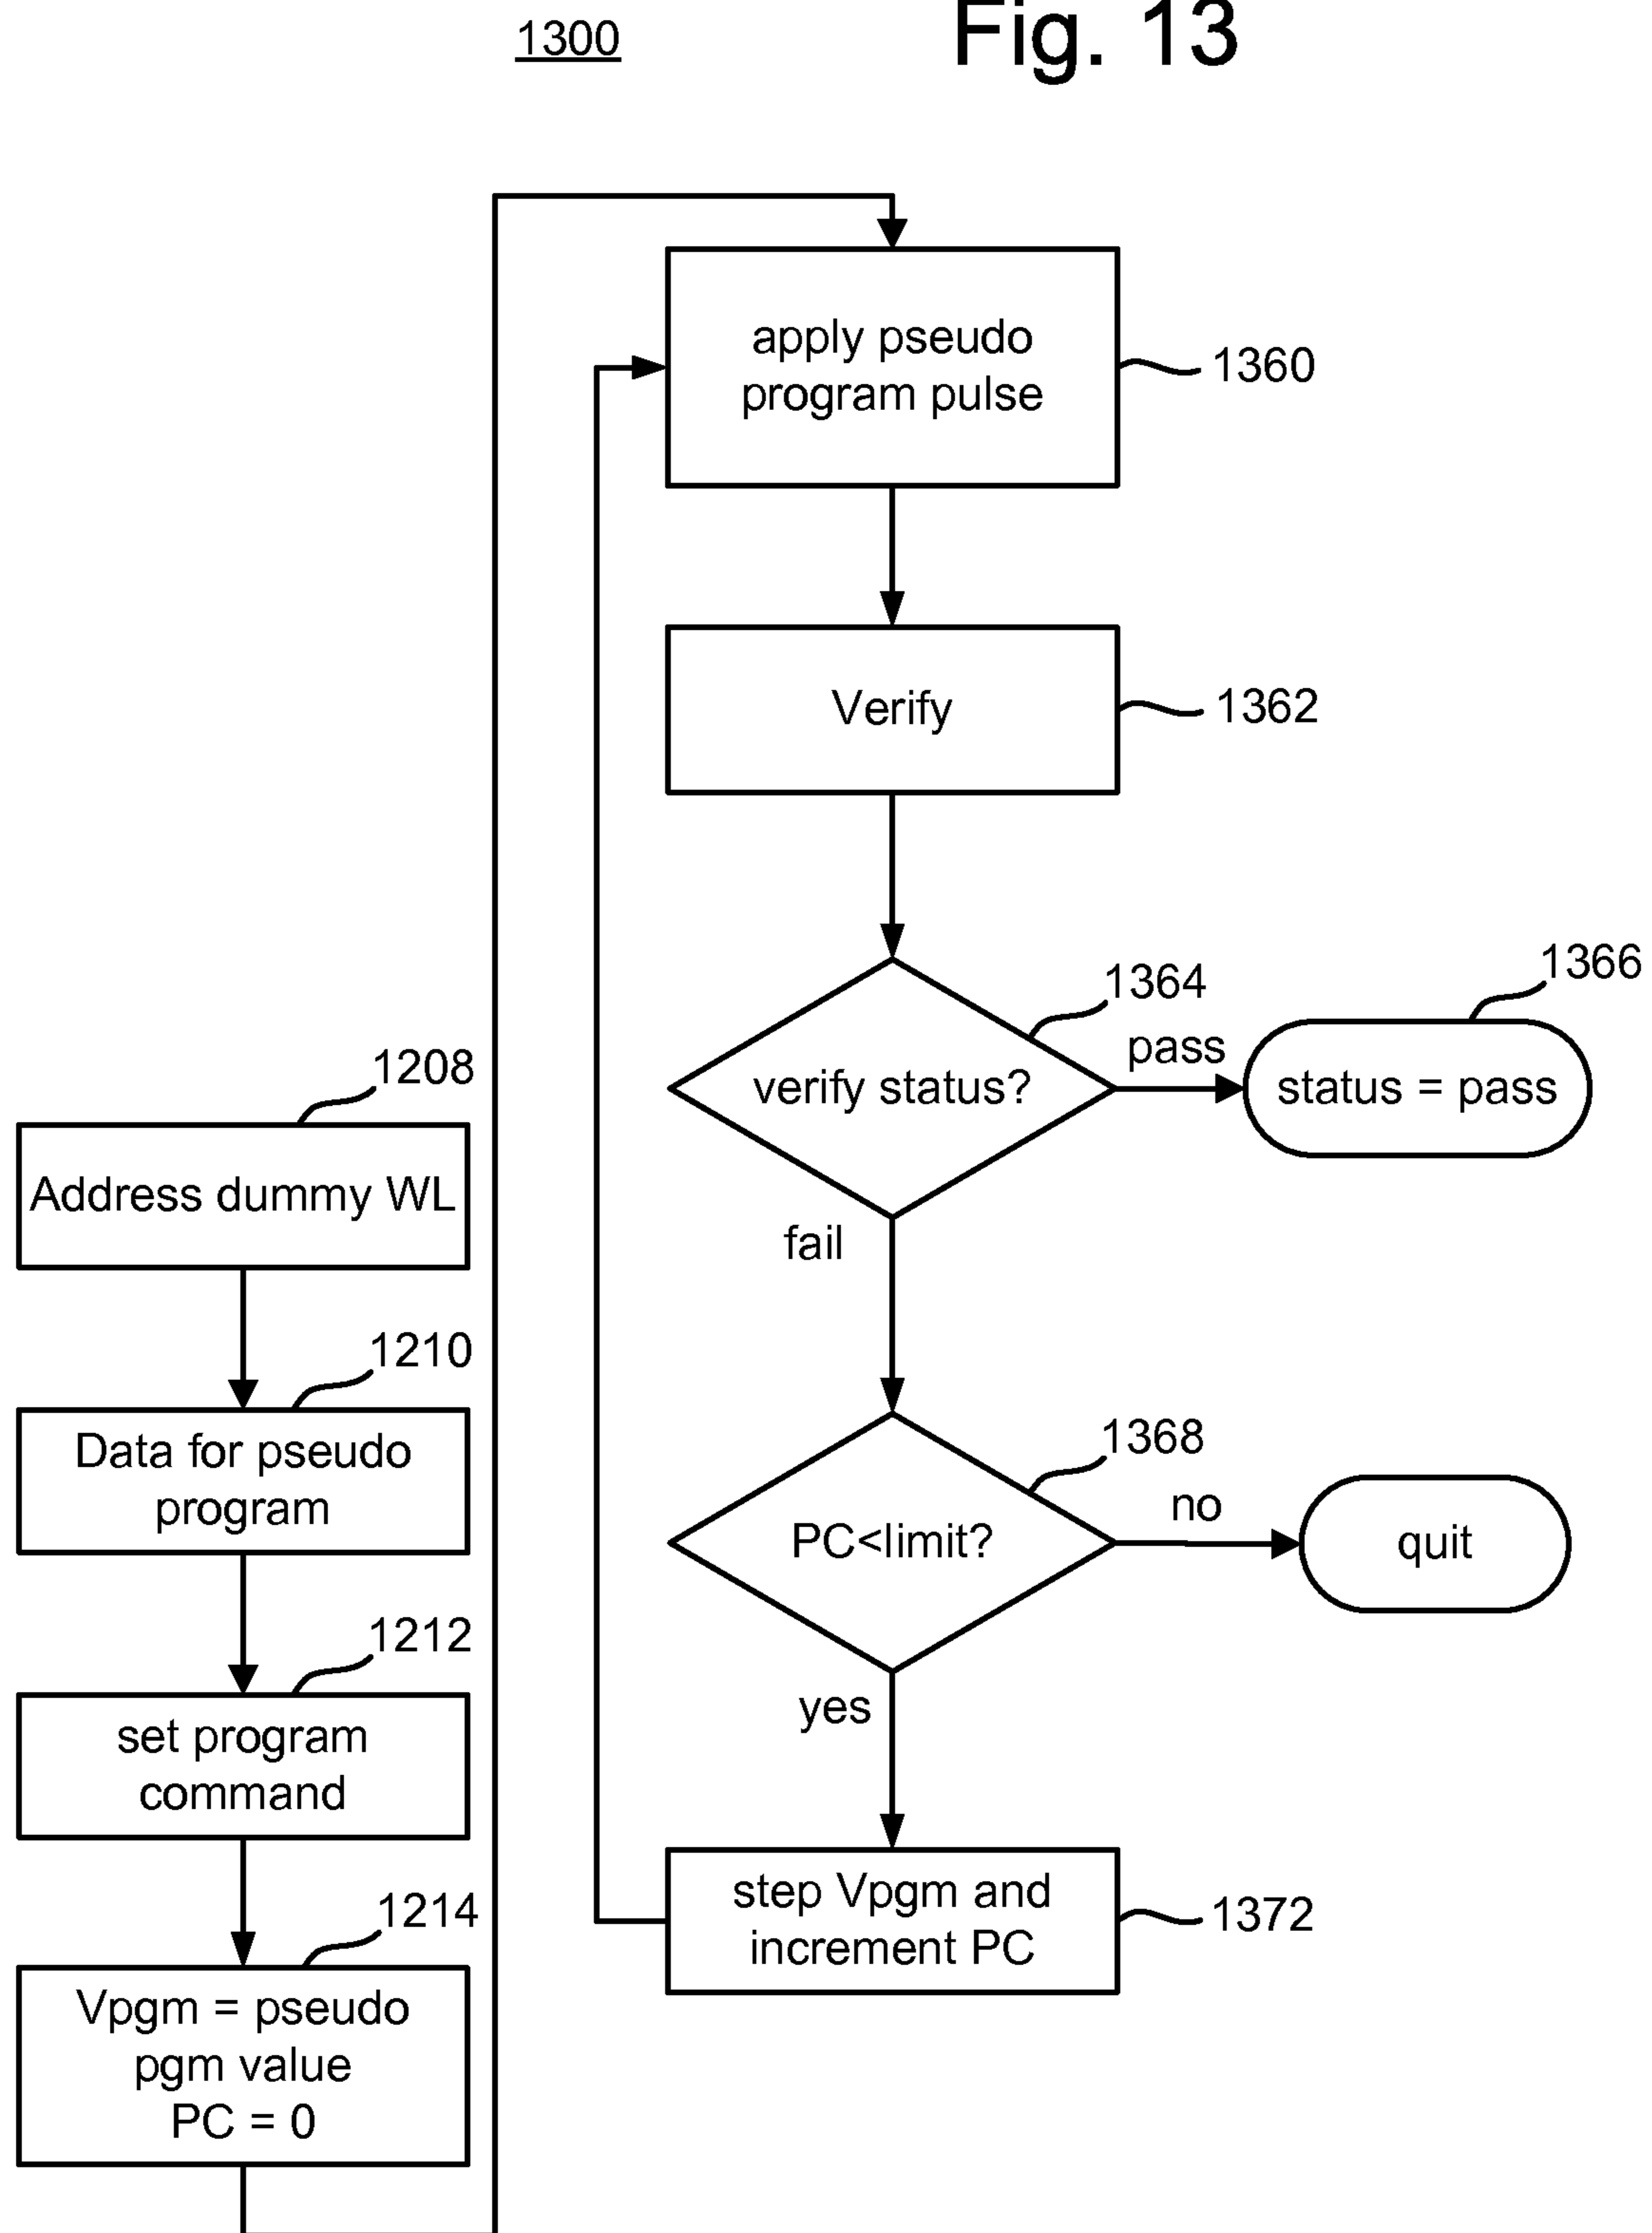 1300
Fig. 13
apply pseudo
program pulse
1360
Verify
1362
1364
verify status?
pass
1366
status = pass
fail
1208
Address dummy WL
1210
Data for pseudo
program
1212
set program
command
1214
Vpgm = pseudo
pgm value
PC = 0
1368
PC<limit?
no
quit
yes
step Vpgm and
increment PC
1372